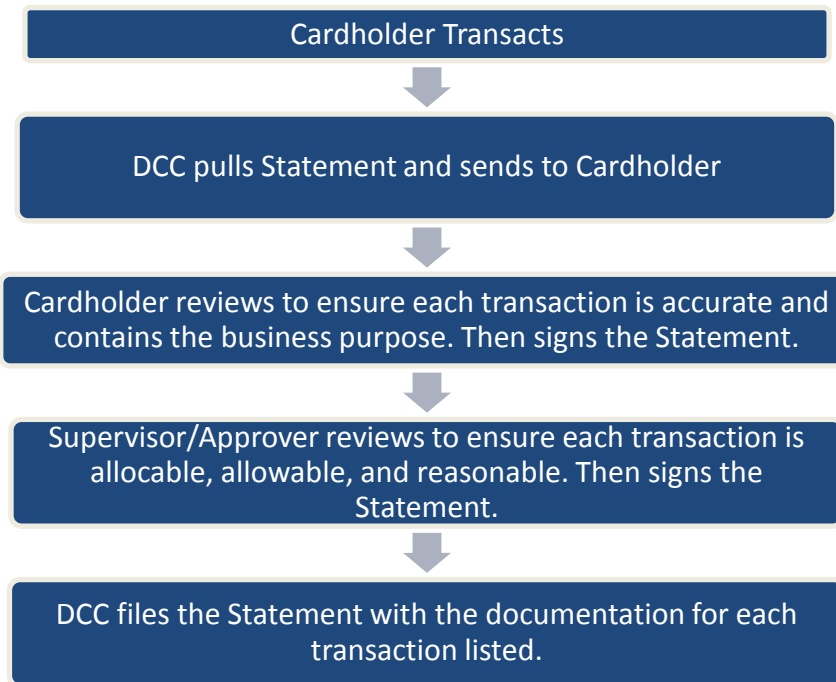 Cardholder Transacts
DCC pulls Statement and sends to Cardholder
Cardholder reviews to ensure each transaction is accurate and
contains the business purpose. Then signs the Statement.
Supervisor/Approver reviews to ensure each transaction is
allocable, allowable, and reasonable. Then signs the
Statement.
DCC files the Statement with the documentation for each
transaction listed.